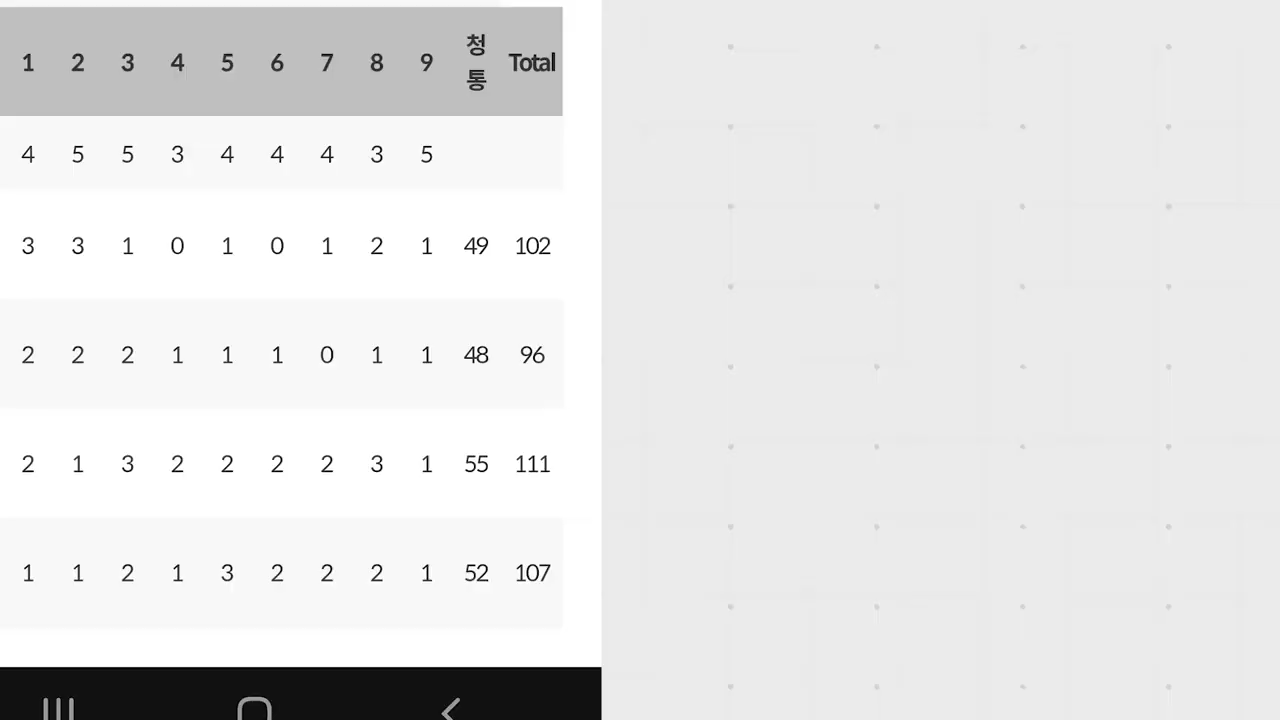 1 2 3 4 5 6 7 8 9 청통 Total
4 5 5 3 4 4 4 3 5
3 3 1 0 1 0 1 2 1 49 102
2 2 2 1 1 1 0 1 1 48 96
2 1 3 2 2 2 2 3 1 55 111
1 1 2 1 3 2 2 2 1 52 107